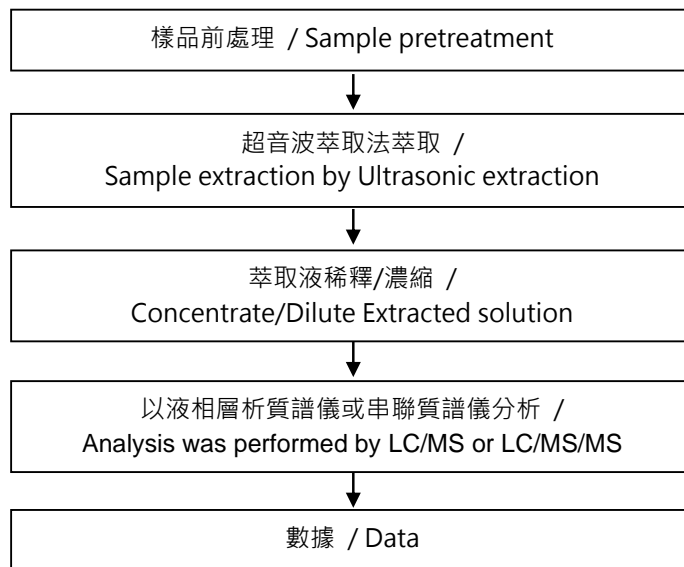 樣品前處理 / Sample pretreatment
超音波萃取法萃取 /
Sample extraction by Ultrasonic extraction
萃取液稀釋/濃縮 /
Concentrate/Dilute Extracted solution
以液相層析質譜儀或串聯質譜儀分析 /
Analysis was performed by LC/MS or LC/MS/MS
數據 / Data